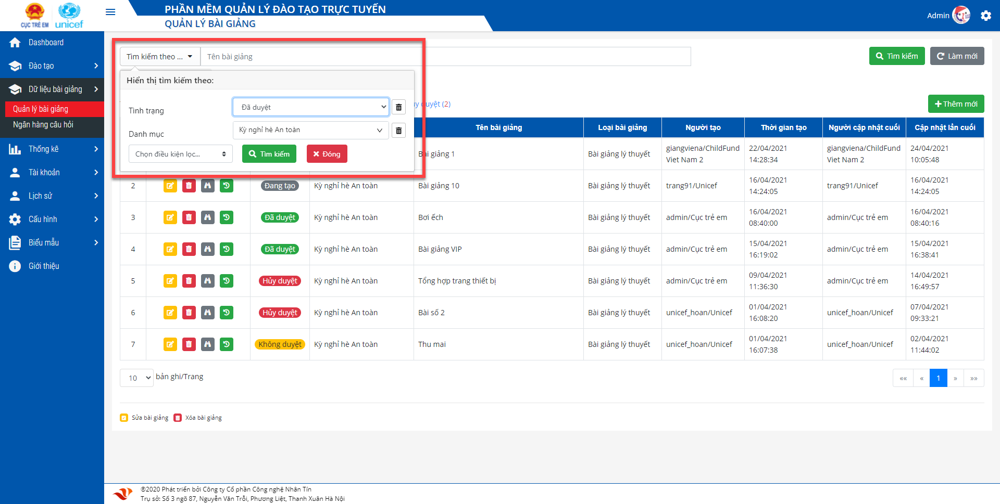 CỤC TRẺ EM
unicef
PHẦN MỀM QUẢN LÝ ĐÀO TẠO TRỰC TUYẾN
QUẢN LÝ BÀI GIẢNG
Admin
Dashboard
Đào tạo
Dữ liệu bài giảng
Quản lý bài giảng
Ngân hàng câu hỏi
Thống kê
Tài khoản
Lịch sử
Cấu hình
Biểu mẫu
Giới thiệu
Tìm kiếm theo ... Tên bài giảng
Tìm kiếm Làm mới
Hiển thị tìm kiếm theo:
Tình trạng Đã duyệt
Danh mục Kỳ nghỉ hè An toàn
Chọn điều kiện lọc... Tìm kiếm Đóng
duyệt (2)
Thêm mới
Tên bài giảng Loại bài giảng Người tạo Thời gian tạo Người cập nhật cuối Cập nhật lần cuối
Bài giảng 1 Bài giảng lý thuyết giangviena/ChildFund Viet Nam 2 22/04/2021 14:28:34 giangviena/ChildFund Viet Nam 2 24/04/2021 10:05:48
2 Đang tạo Kỳ nghỉ hè An toàn Bài giảng 10 Bài giảng lý thuyết trang91/Unicef 16/04/2021 14:24:05 trang91/Unicef 16/04/2021 14:24:05
3 Đã duyệt Kỳ nghỉ hè An toàn Bơi ếch Bài giảng lý thuyết admin/Cục trẻ em 16/04/2021 08:40:00 admin/Cục trẻ em 16/04/2021 08:40:16
4 Đã duyệt Kỳ nghỉ hè An toàn Bài giảng VIP Bài giảng lý thuyết admin/Cục trẻ em 15/04/2021 16:19:02 admin/Cục trẻ em 15/04/2021 16:38:41
5 Hủy duyệt Kỳ nghỉ hè An toàn Tổng hợp trang thiết bị Bài giảng lý thuyết admin/Cục trẻ em 09/04/2021 11:36:30 admin/Cục trẻ em 14/04/2021 16:49:57
6 Hủy duyệt Kỳ nghỉ hè An toàn Bài số 2 Bài giảng lý thuyết unicef_hoan/Unicef 01/04/2021 16:08:20 unicef_hoan/Unicef 07/04/2021 09:33:21
7 Không duyệt Kỳ nghỉ hè An toàn Thu mai Bài giảng lý thuyết unicef_hoan/Unicef 01/04/2021 16:07:38 unicef_hoan/Unicef 02/04/2021 11:44:02
10 bản ghi/Trang
«« « 1 » »»
Sửa bài giảng Xóa bài giảng
©2020 Phát triển bởi Công ty Cổ phần Công nghệ Nhân Tín
Trụ sở: Số 3 ngõ 87, Nguyễn Văn Trỗi, Phương Liệt, Thanh Xuân Hà Nội